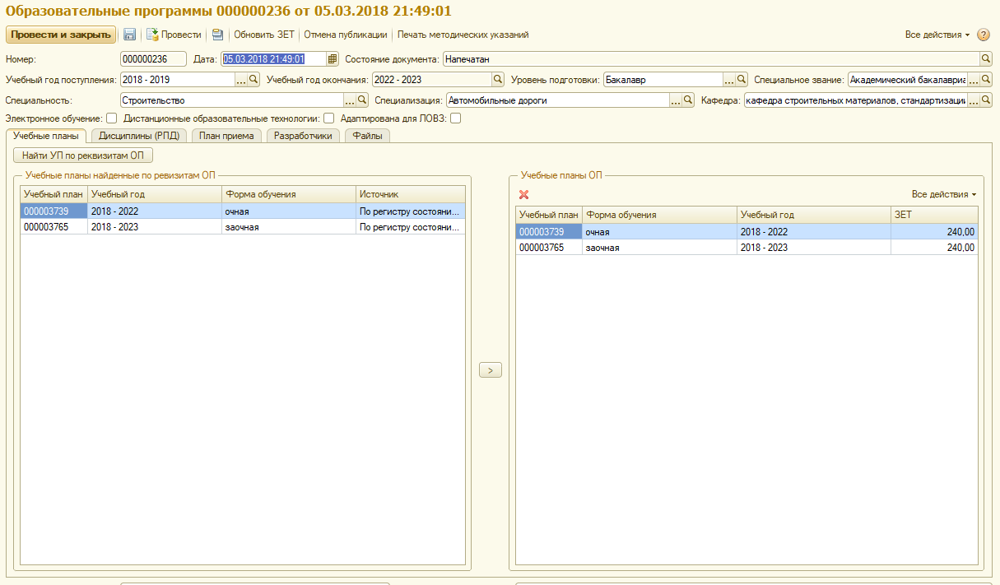 Образовательные программы 000000236 от 05.03.2018 21:49:01
Провести и закрыть Провести Обновить ЗЕТ Отмена публикации Печать методических указаний Все действия ?
Номер: 000000236 Дата: 05.03.2018 21:49:01 Состояние документа: Напечатан
Учебный год поступления: 2018 - 2019 ... Учебный год окончания: 2022 - 2023 Уровень подготовки: Бакалавр ... Специальное звание: Академический бакалавриа ...
Специальность: Строительство ... Специализация: Автомобильные дороги ... Кафедра: кафедра строительных материалов, стандартизации ...
Электронное обучение: Дистанционные образовательные технологии: Адаптирована для ЛОВЗ:
Учебные планы Дисциплины (РПД) План приема Разработчики Файлы
Найти УП по реквизитам ОП
Учебные планы найденные по ревизитам ОП
Учебный план Учебный год Форма обучения Источник
000003739 2018 - 2022 очная По регистру состояни...
000003765 2018 - 2023 заочная По регистру состояни...
>
Учебные планы ОП
Все действия
Учебный план Форма обучения Учебный год ЗЕТ
000003739 очная 2018 - 2022 240,00
000003765 заочная 2018 - 2023 240,00